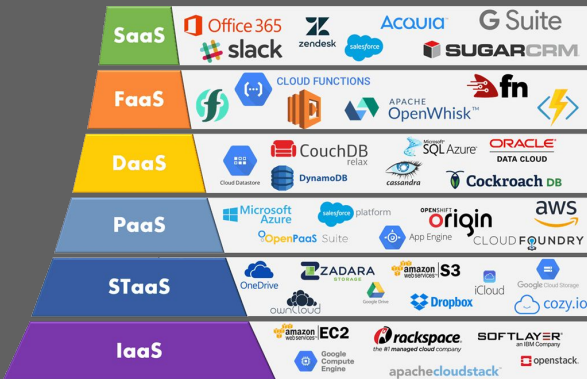 SaaS
Office 365
zendesk
ACQUIA
G Suite
slack
salesforce
SUGARCRM
FaaS
CLOUD FUNCTIONS
fn
APACHE
OpenWhisk™
DaaS
Cloud Datastore
CouchDB
relax
DynamoDB
Microsoft
SQL Azure
cassandra
ORACLE
DATA CLOUD
Cockroach DB
PaaS
Microsoft
Azure
salesforce platform
OPENSHIFT
origin
aws
OpenPaaS Suite
App Engine
CLOUD FOUNDRY
STaaS
OneDrive
ZADARA
STORAGE
amazon
web services™
S3
iCloud
Google Cloud Storage
ownCloud
Google Drive
Dropbox
cozy.io
IaaS
amazon
web services™
EC2
rackspace.
the #1 managed cloud company
SOFTLAYER
an IBM Company
Google
Compute
Engine
apachecloudstack
openstack.